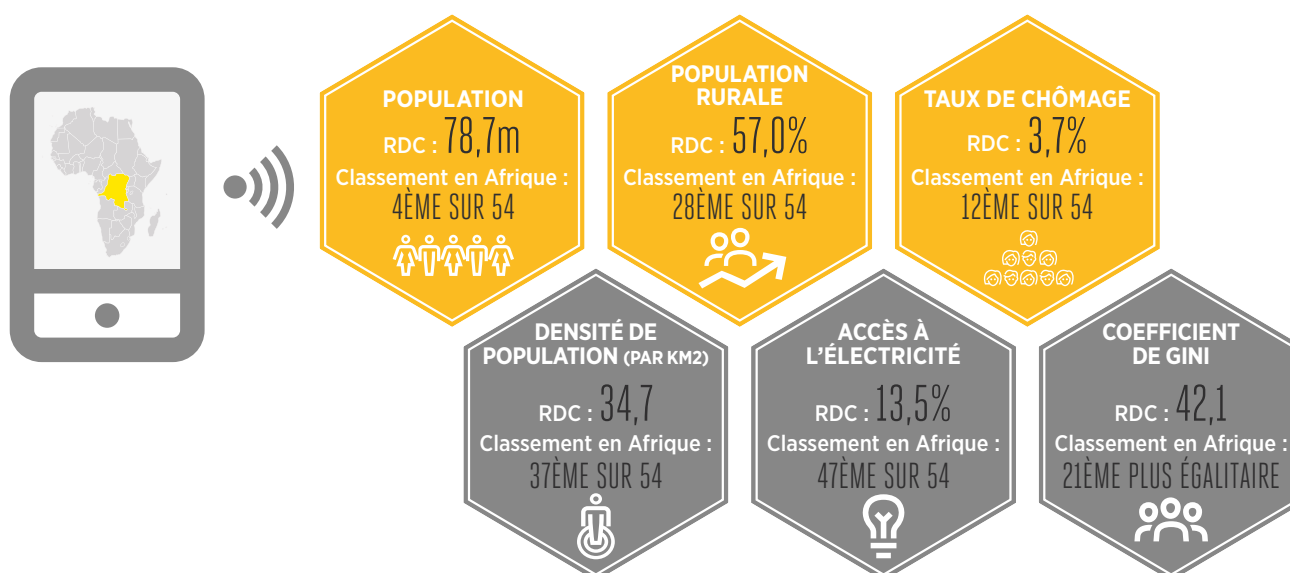 POPULATION
RDC : 78,7m
Classement en Afrique :
4ÈME SUR 54
POPULATION
RURALE
RDC : 57,0%
Classement en Afrique :
28ÈME SUR 54
TAUX DE CHÔMAGE
RDC : 3,7%
Classement en Afrique :
12ÈME SUR 54
DENSITÉ DE
POPULATION (PAR KM2)
RDC : 34,7
Classement en Afrique :
37ÈME SUR 54
ACCÈS À
L'ÉLECTRICITÉ
RDC : 13,5%
Classement en Afrique :
47ÈME SUR 54
COEFFICIENT
DE GINI
RDC : 42,1
Classement en Afrique :
21ÈME PLUS ÉGALITAIRE